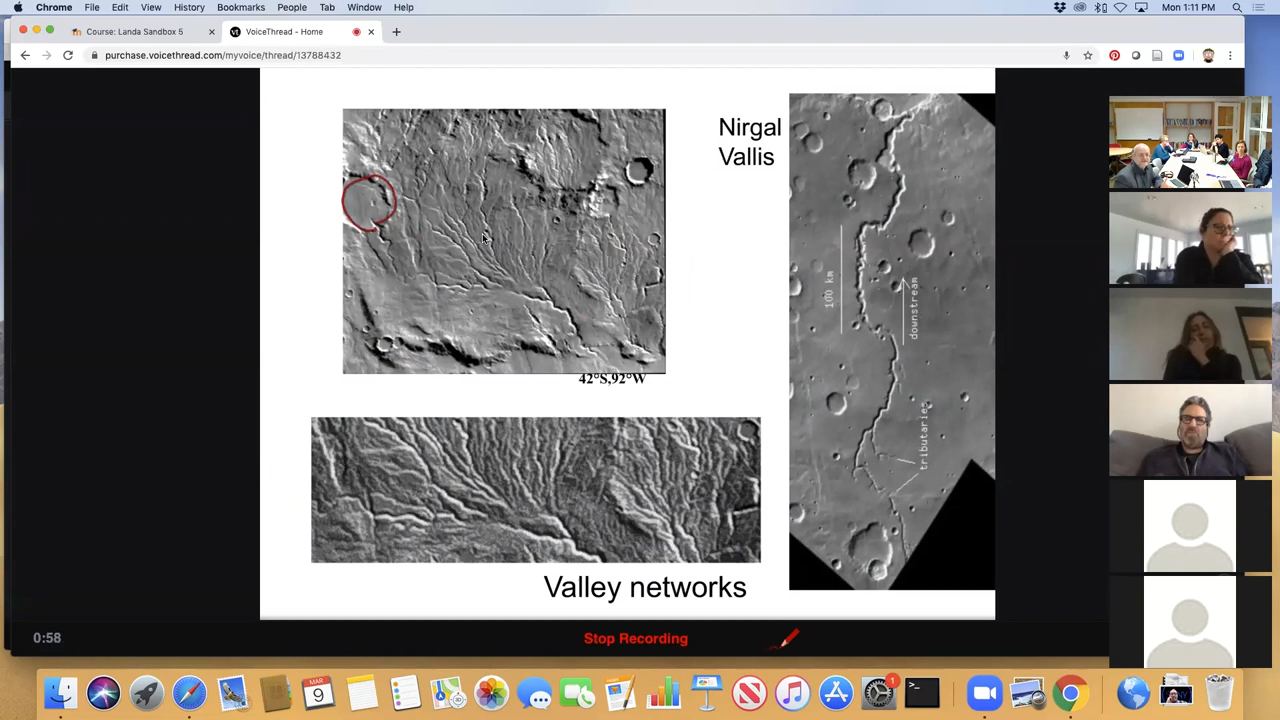 Chrome File Edit View History Bookmarks People Tab Window Help
Mon 1:11 PM
Course: Landa Sandbox 5
VoiceThread - Home
purchase.voicethread.com/myvoice/thread/13788432
Nirgal
Vallis
100 km
downstream
42°S,92°W
tributaries
Valley networks
0:58
Stop Recording
MAR
9
1